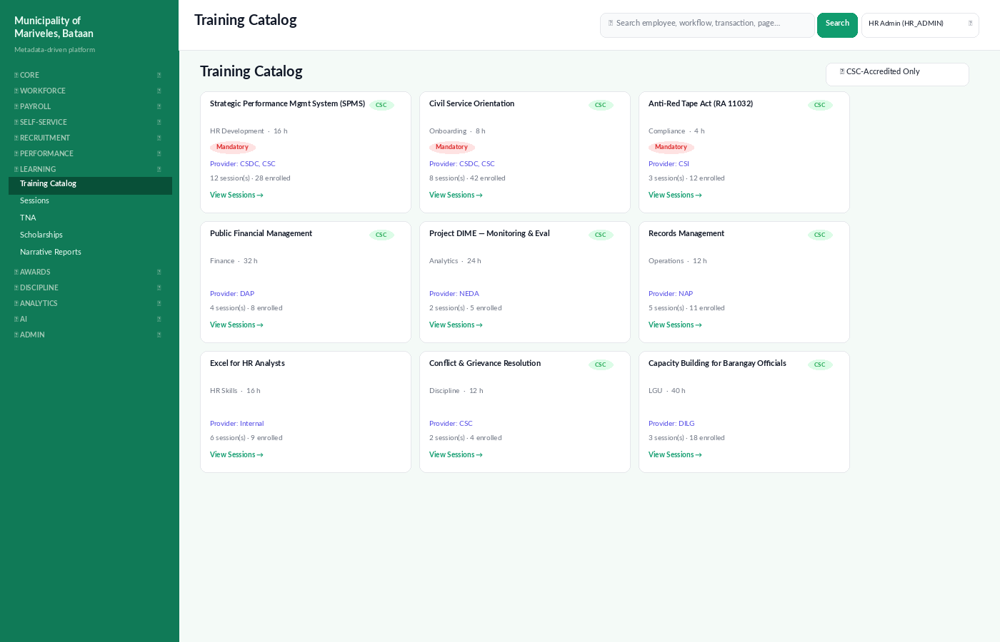 Municipality of
Mariveles, Bataan
Metadata-driven platform
CORE
WORKFORCE
PAYROLL
SELF-SERVICE
RECRUITMENT
PERFORMANCE
LEARNING
Training Catalog
Sessions
TNA
Scholarships
Narrative Reports
AWARDS
DISCIPLINE
ANALYTICS
AI
ADMIN
Training Catalog
Search employee, workflow, transaction, page...
Search
HR Admin (HR_ADMIN)
Training Catalog
CSC-Accredited Only
Strategic Performance Mgmt System (SPMS) CSC
HR Development · 16 h
Mandatory
Provider: CSDC, CSC
12 session(s) · 28 enrolled
View Sessions →
Civil Service Orientation CSC
Onboarding · 8 h
Mandatory
Provider: CSDC, CSC
8 session(s) · 42 enrolled
View Sessions →
Anti-Red Tape Act (RA 11032) CSC
Compliance · 4 h
Mandatory
Provider: CSI
3 session(s) · 12 enrolled
View Sessions →
Public Financial Management CSC
Finance · 32 h
Provider: DAP
4 session(s) · 8 enrolled
View Sessions →
Project DIME — Monitoring & Eval CSC
Analytics · 24 h
Provider: NEDA
2 session(s) · 5 enrolled
View Sessions →
Records Management CSC
Operations · 12 h
Provider: NAP
5 session(s) · 11 enrolled
View Sessions →
Excel for HR Analysts
HR Skills · 16 h
Provider: Internal
6 session(s) · 9 enrolled
View Sessions →
Conflict & Grievance Resolution CSC
Discipline · 12 h
Provider: CSC
2 session(s) · 4 enrolled
View Sessions →
Capacity Building for Barangay Officials CSC
LGU · 40 h
Provider: DILG
3 session(s) · 18 enrolled
View Sessions →